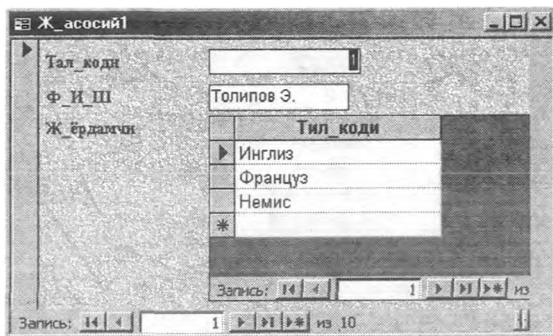 Ж_асосий1
Тал_коди 1
Ф_И_Ш Толипов Э.
Ж_ёрдамчи Тил_коди
Инглиз
Француз
Немис
Запись: 1 из
Запись: 1 из 10